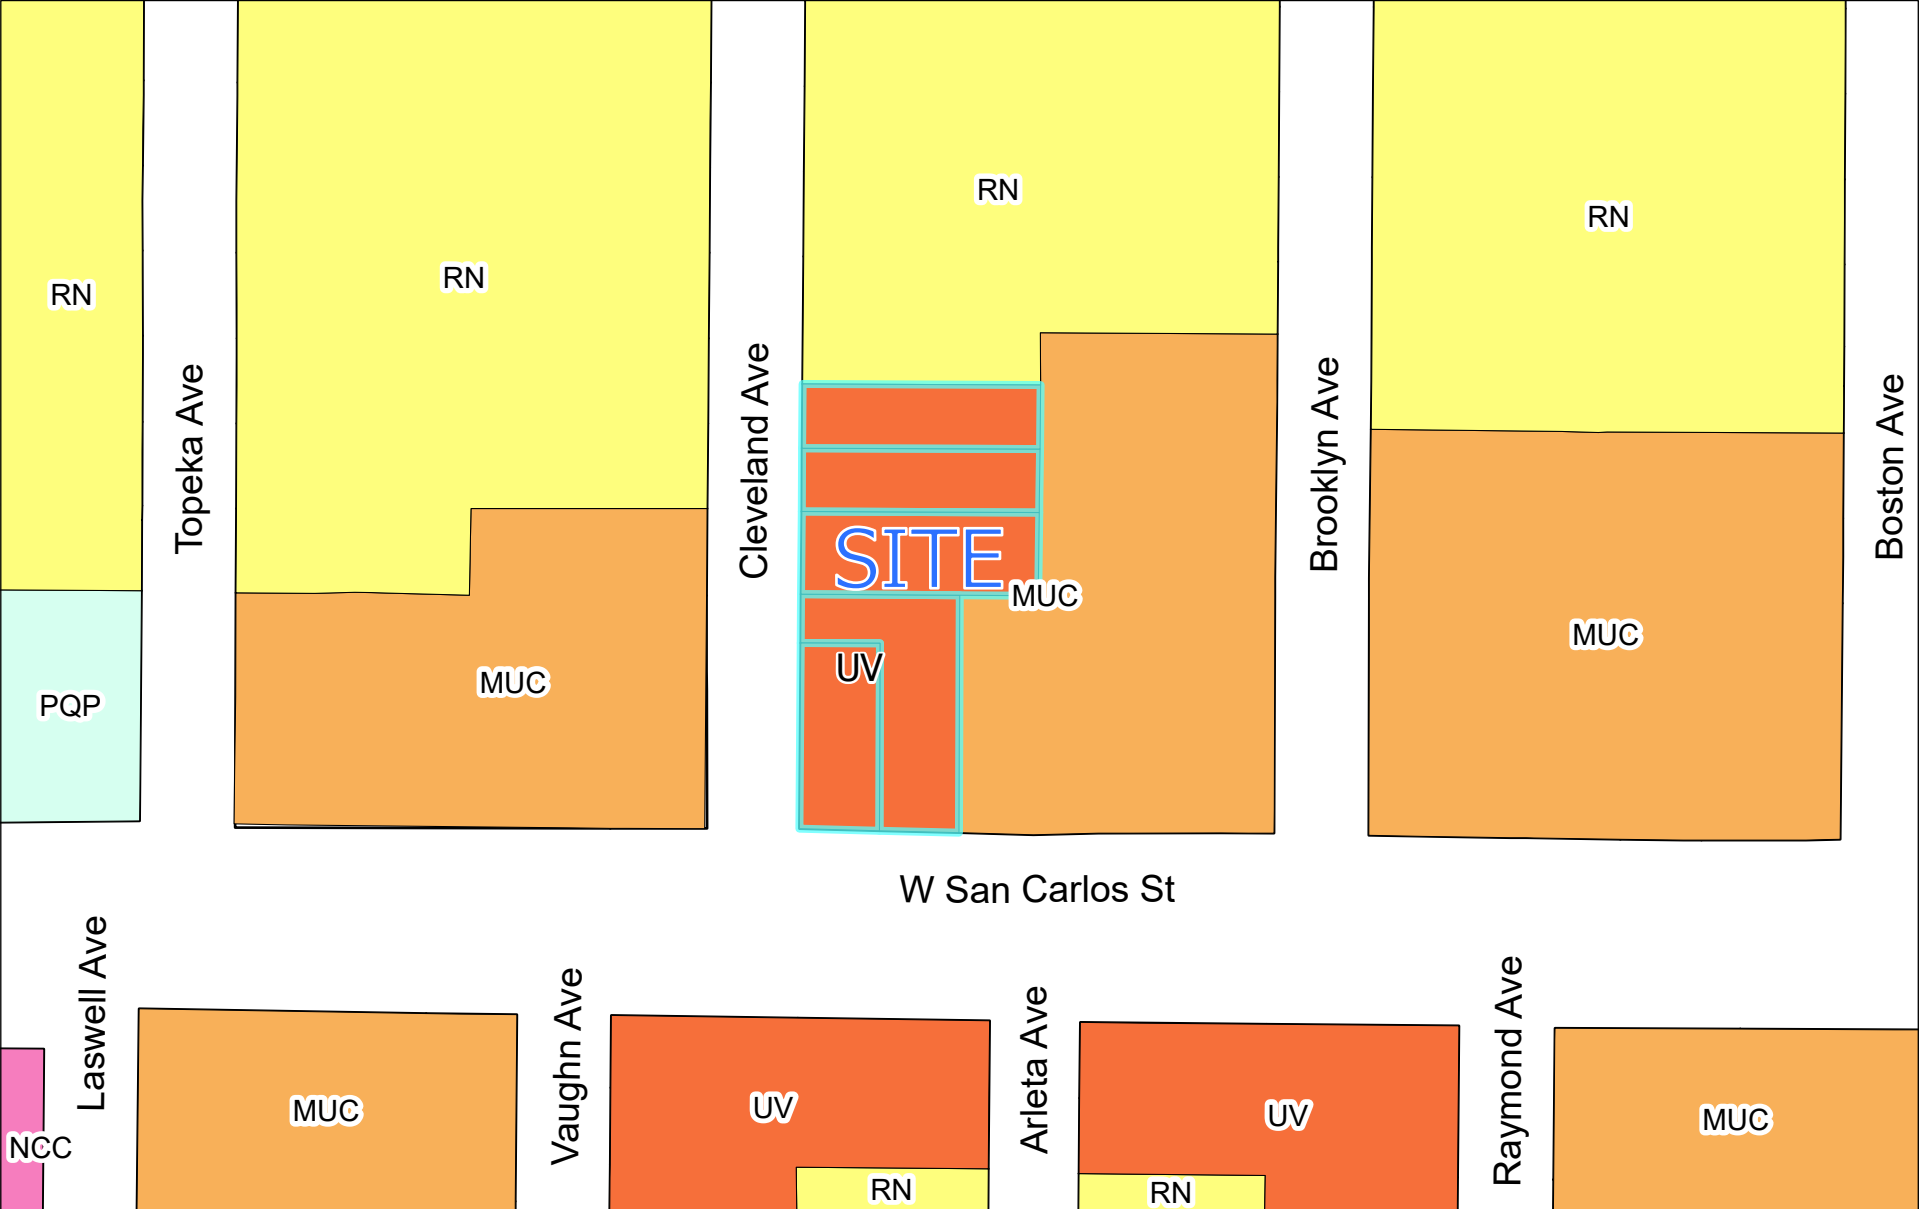 RN
RN
RN
RN
Topeka Ave
Cleveland Ave
Brooklyn Ave
Boston Ave
SITE
MUC
UV
MUC
MUC
PQP
W San Carlos St
Laswell Ave
Vaughn Ave
Arleta Ave
Raymond Ave
MUC
UV
UV
MUC
NCC
RN
RN